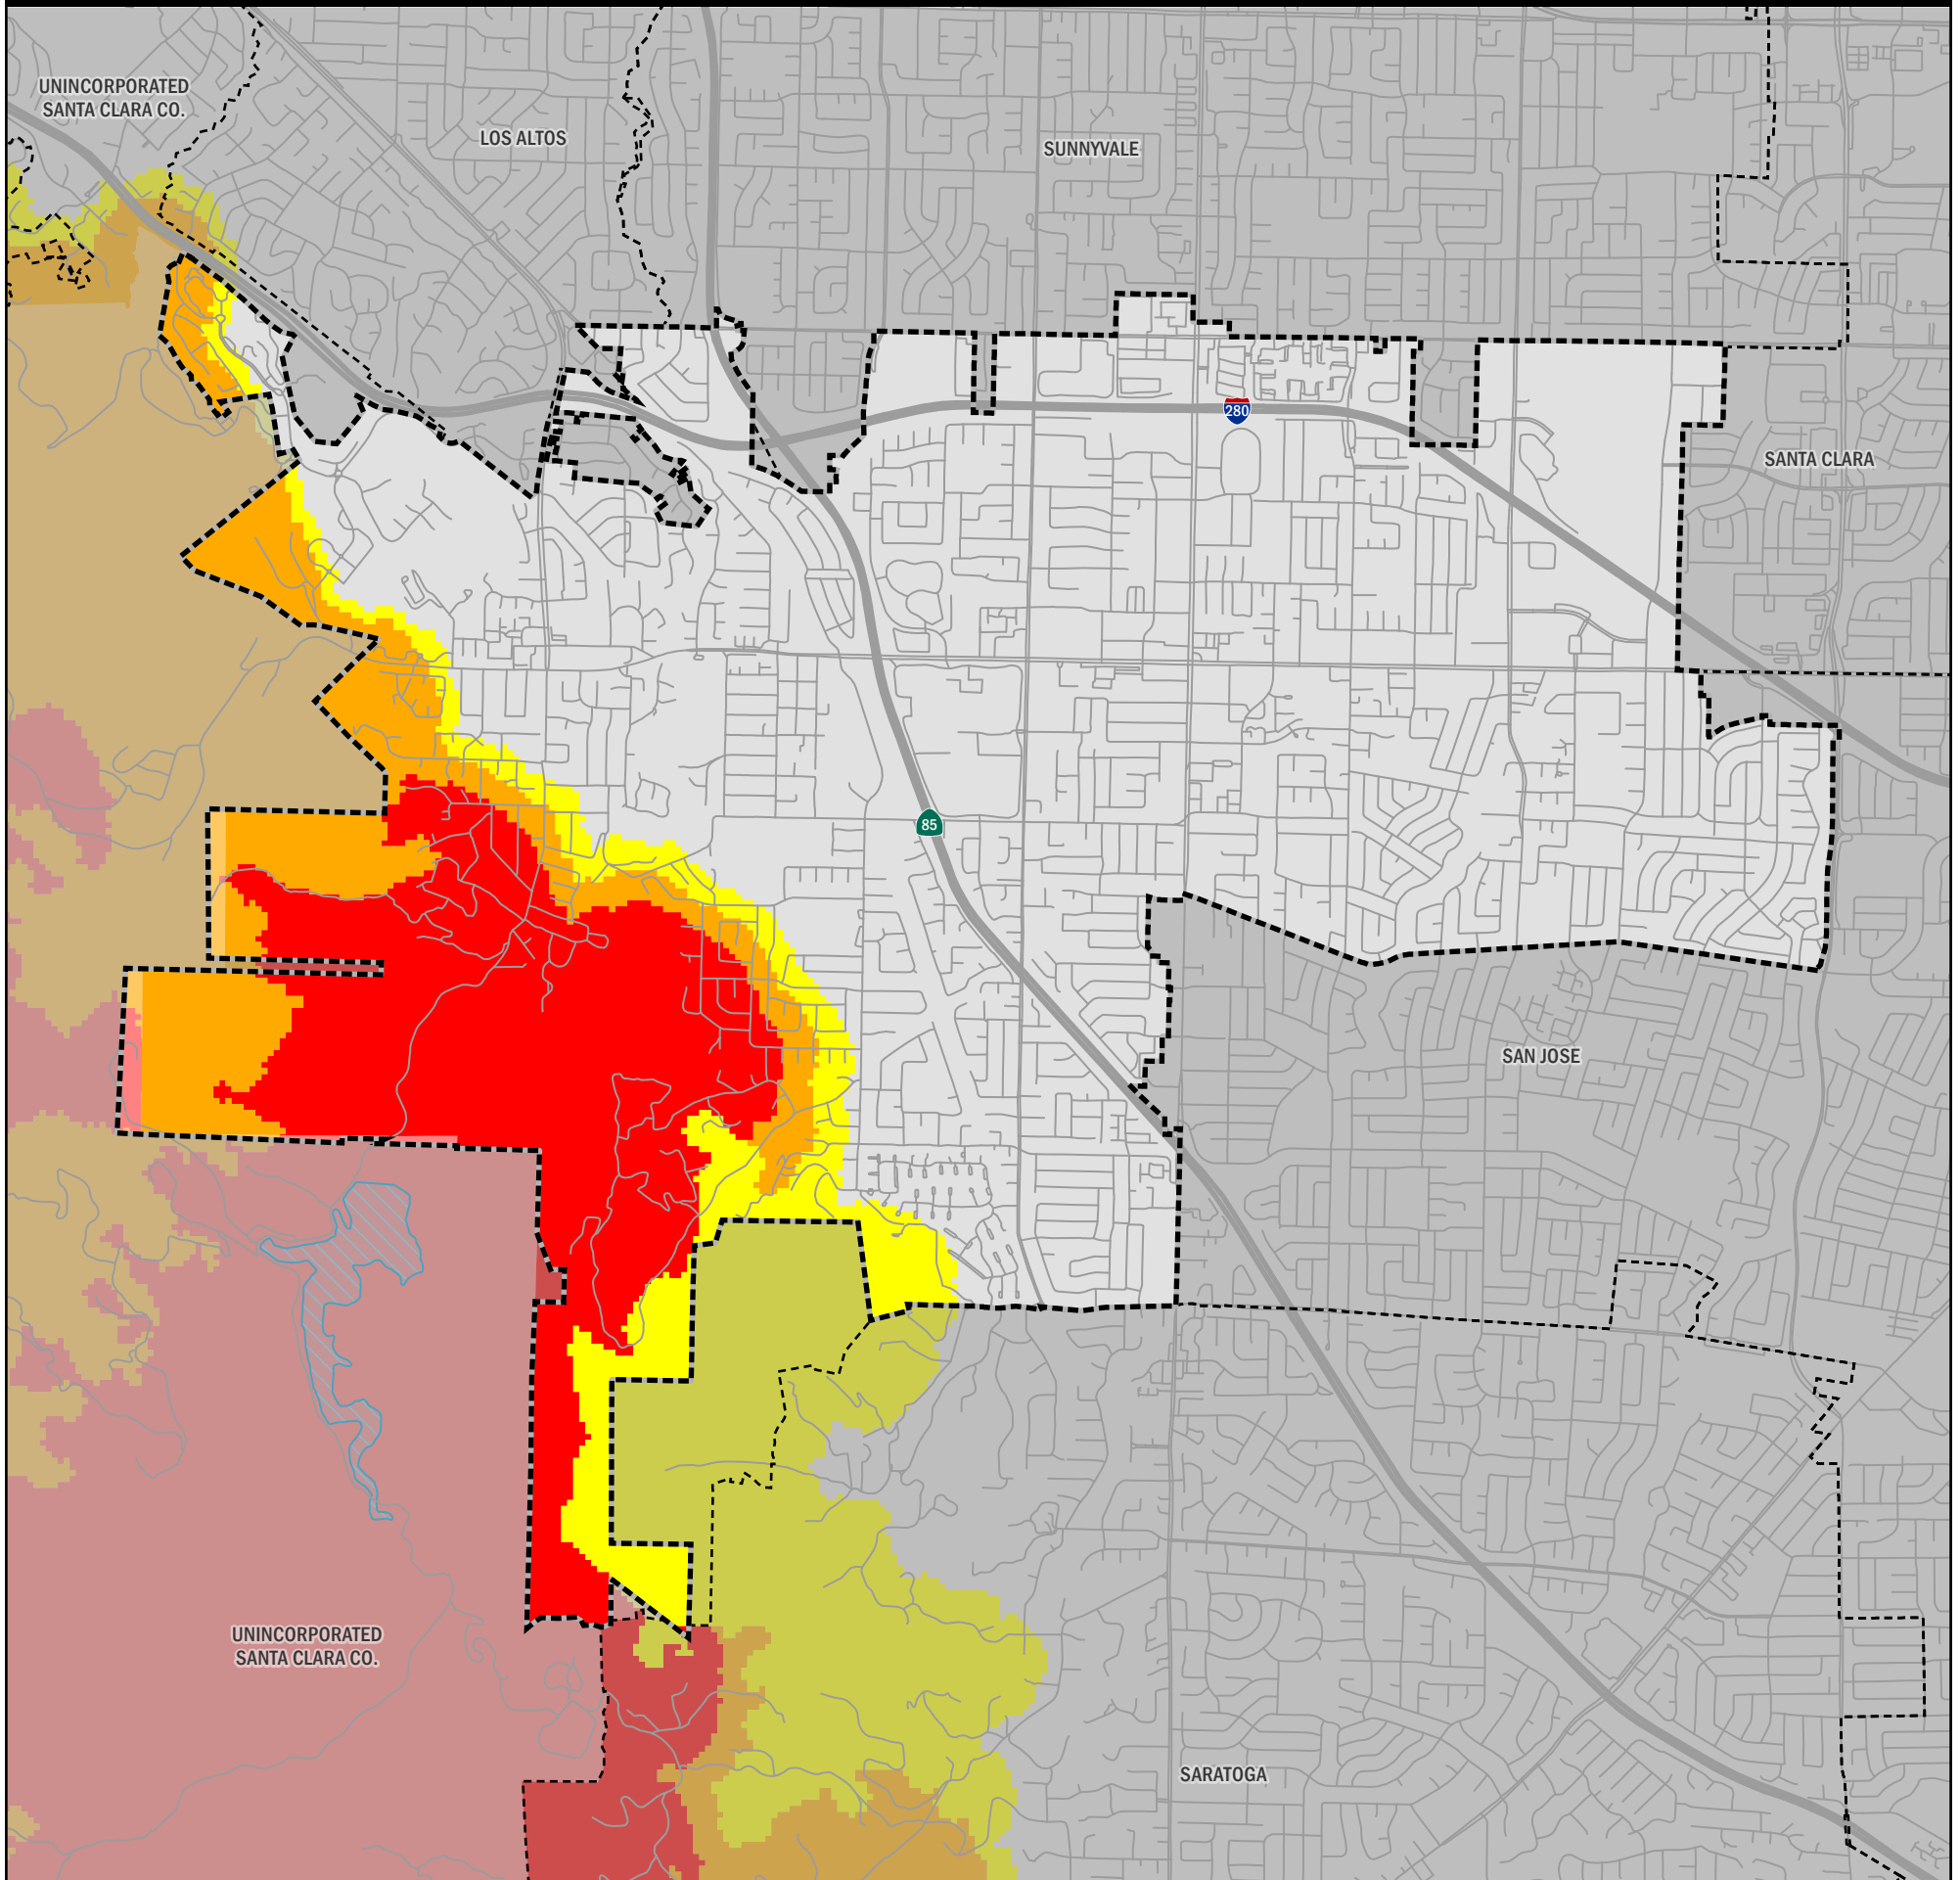 UNINCORPORATED
SANTA CLARA CO.
LOS ALTOS
SUNNYVALE
280
SANTA CLARA
85
SAN JOSE
UNINCORPORATED
SANTA CLARA CO.
SARATOGA